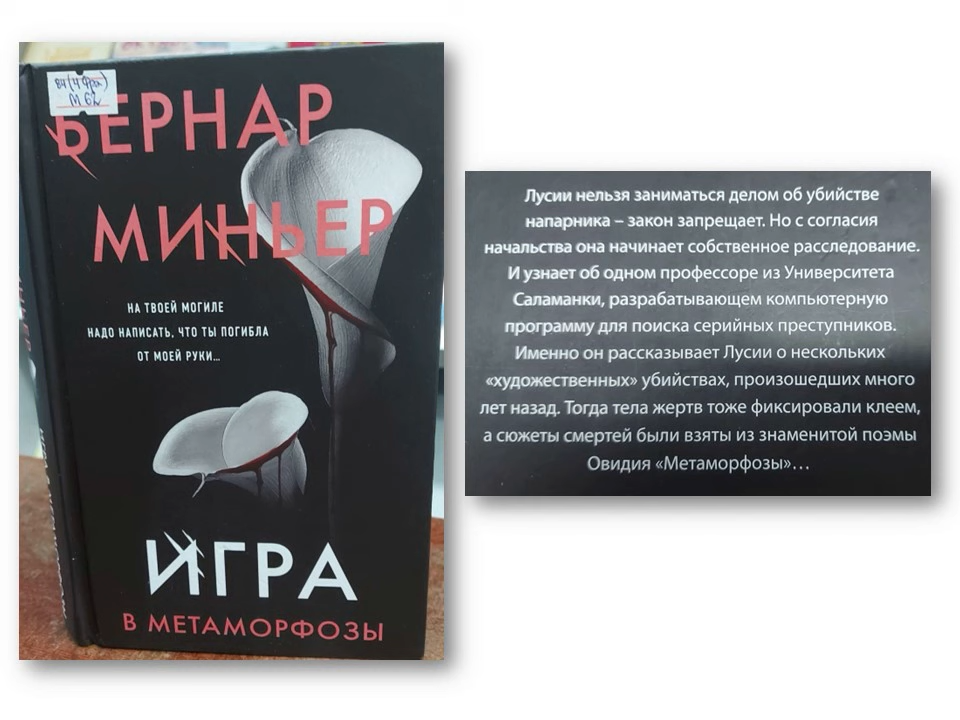 84(4Фра)
М 62
БЕРНАР
МИНЬЕР
НА ТВОЕЙ МОГИЛЕ
НАДО НАПИСАТЬ, ЧТО ТЫ ПОГИБЛА
ОТ МОЕЙ РУКИ...
ИГРА
В МЕТАМОРФОЗЫ
Лусии нельзя заниматься делом об убийстве
напарника – закон запрещает. Но с согласия
начальства она начинает собственное расследование.
И узнает об одном профессоре из Университета
Саламанки, разрабатывающем компьютерную
программу для поиска серийных преступников.
Именно он рассказывает Лусии о нескольких
«художественных» убийствах, произошедших много
лет назад. Тогда тела жертв тоже фиксировали клеем,
а сюжеты смертей были взяты из знаменитой поэмы
Овидия «Метаморфозы»...